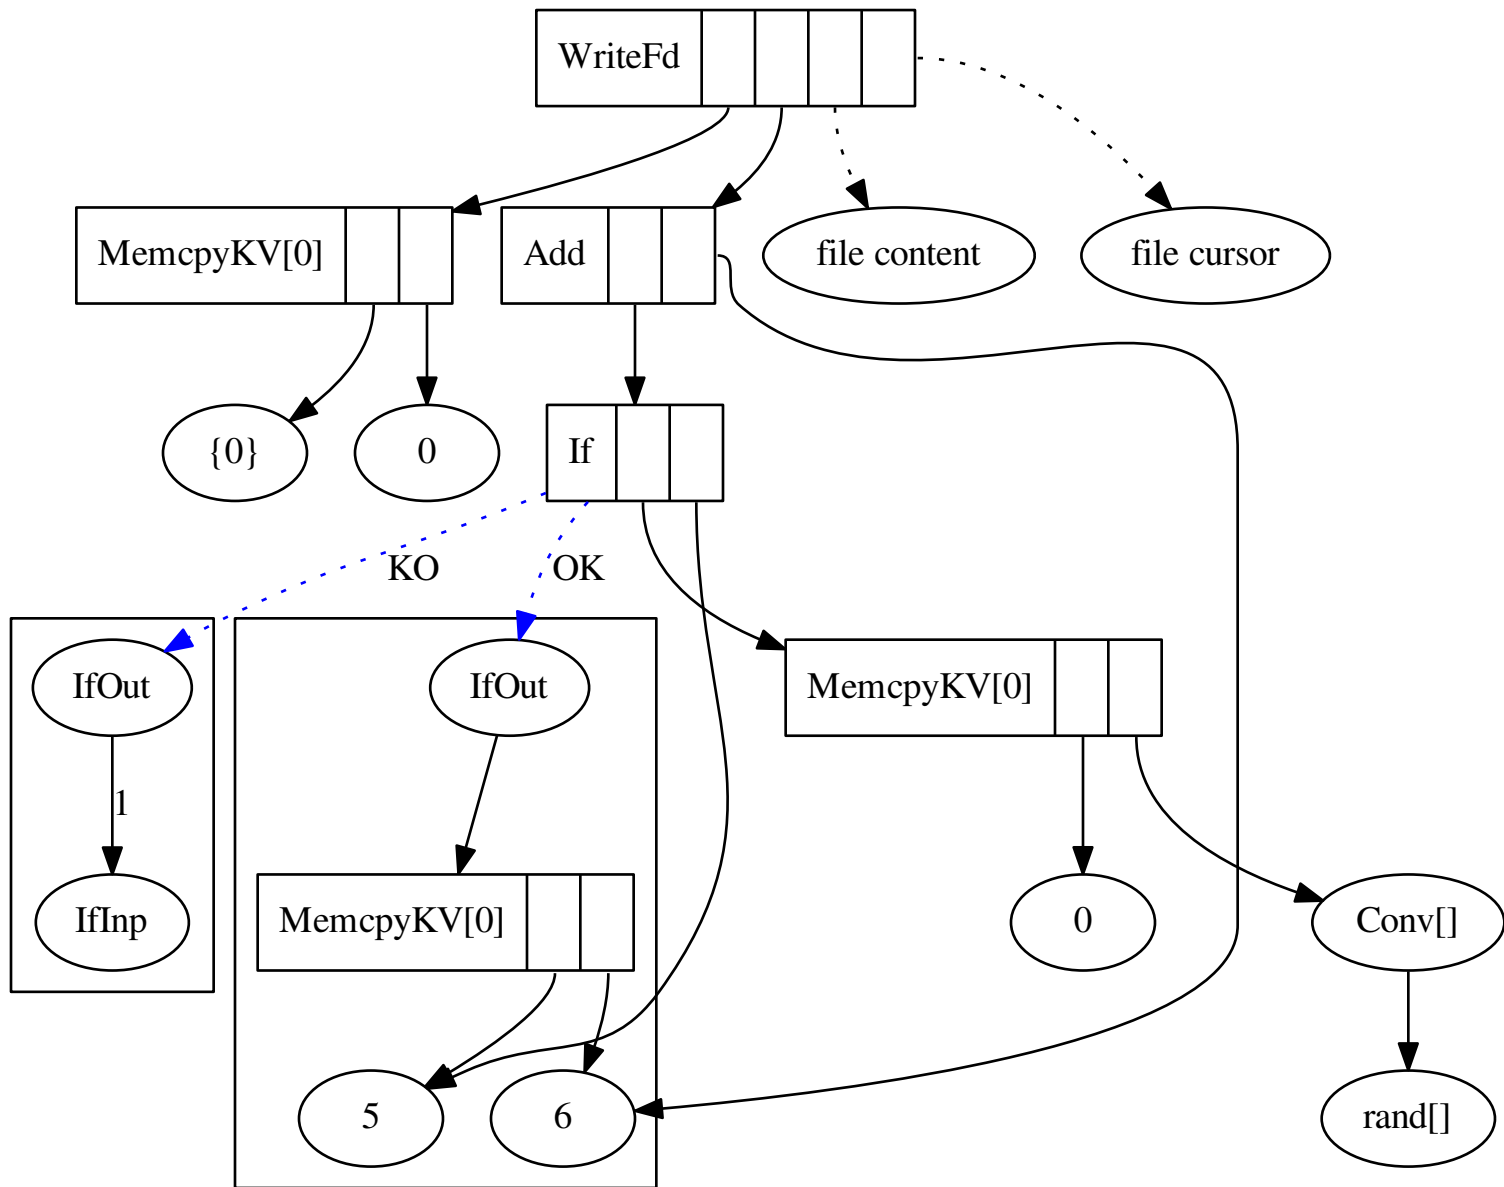 WriteFd
MemcpyKV[0]
Add
file content
file cursor
{0}
0
If
KO
OK
IfOut
IfOut
MemcpyKV[0]
1
IfInp
MemcpyKV[0]
0
Conv[]
5
6
rand[]